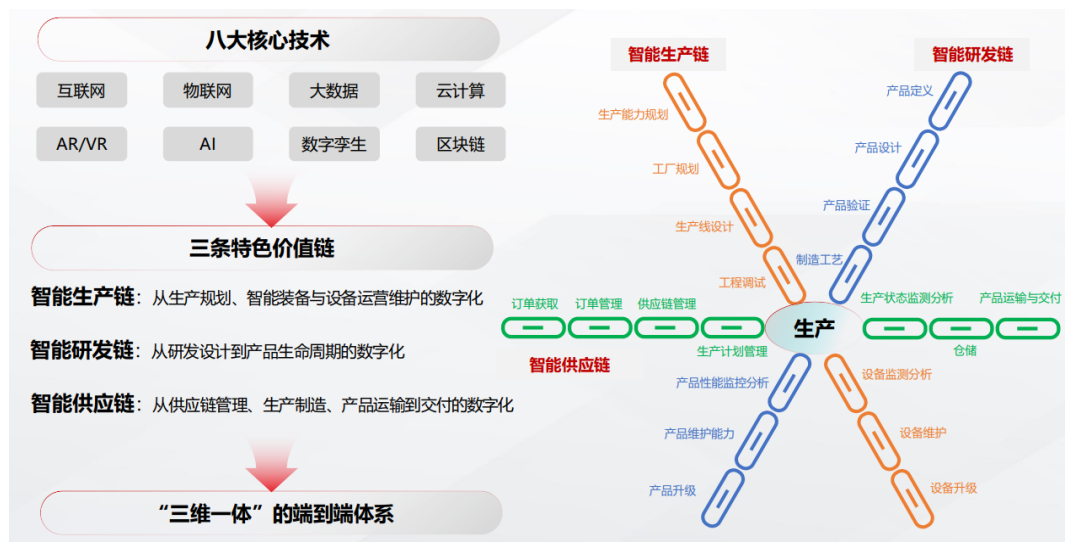 八大核心技术
互联网
物联网
大数据
云计算
AR/VR
AI
数字孪生
区块链
三条特色价值链
智能生产链：从生产规划、智能装备与设备运营维护的数字化
智能研发链：从研发设计到产品生命周期的数字化
智能供应链：从供应链管理、生产制造、产品运输到交付的数字化
“三维一体”的端到端体系
智能生产链
智能研发链
生产能力规划
工厂规划
生产线设计
工程调试
产品定义
产品设计
产品验证
制造工艺
订单获取
订单管理
供应链管理
生产计划管理
智能供应链
生产
生产状态监测分析
产品运输与交付
仓储
产品性能监控分析
产品维护能力
产品升级
设备监测分析
设备维护
设备升级